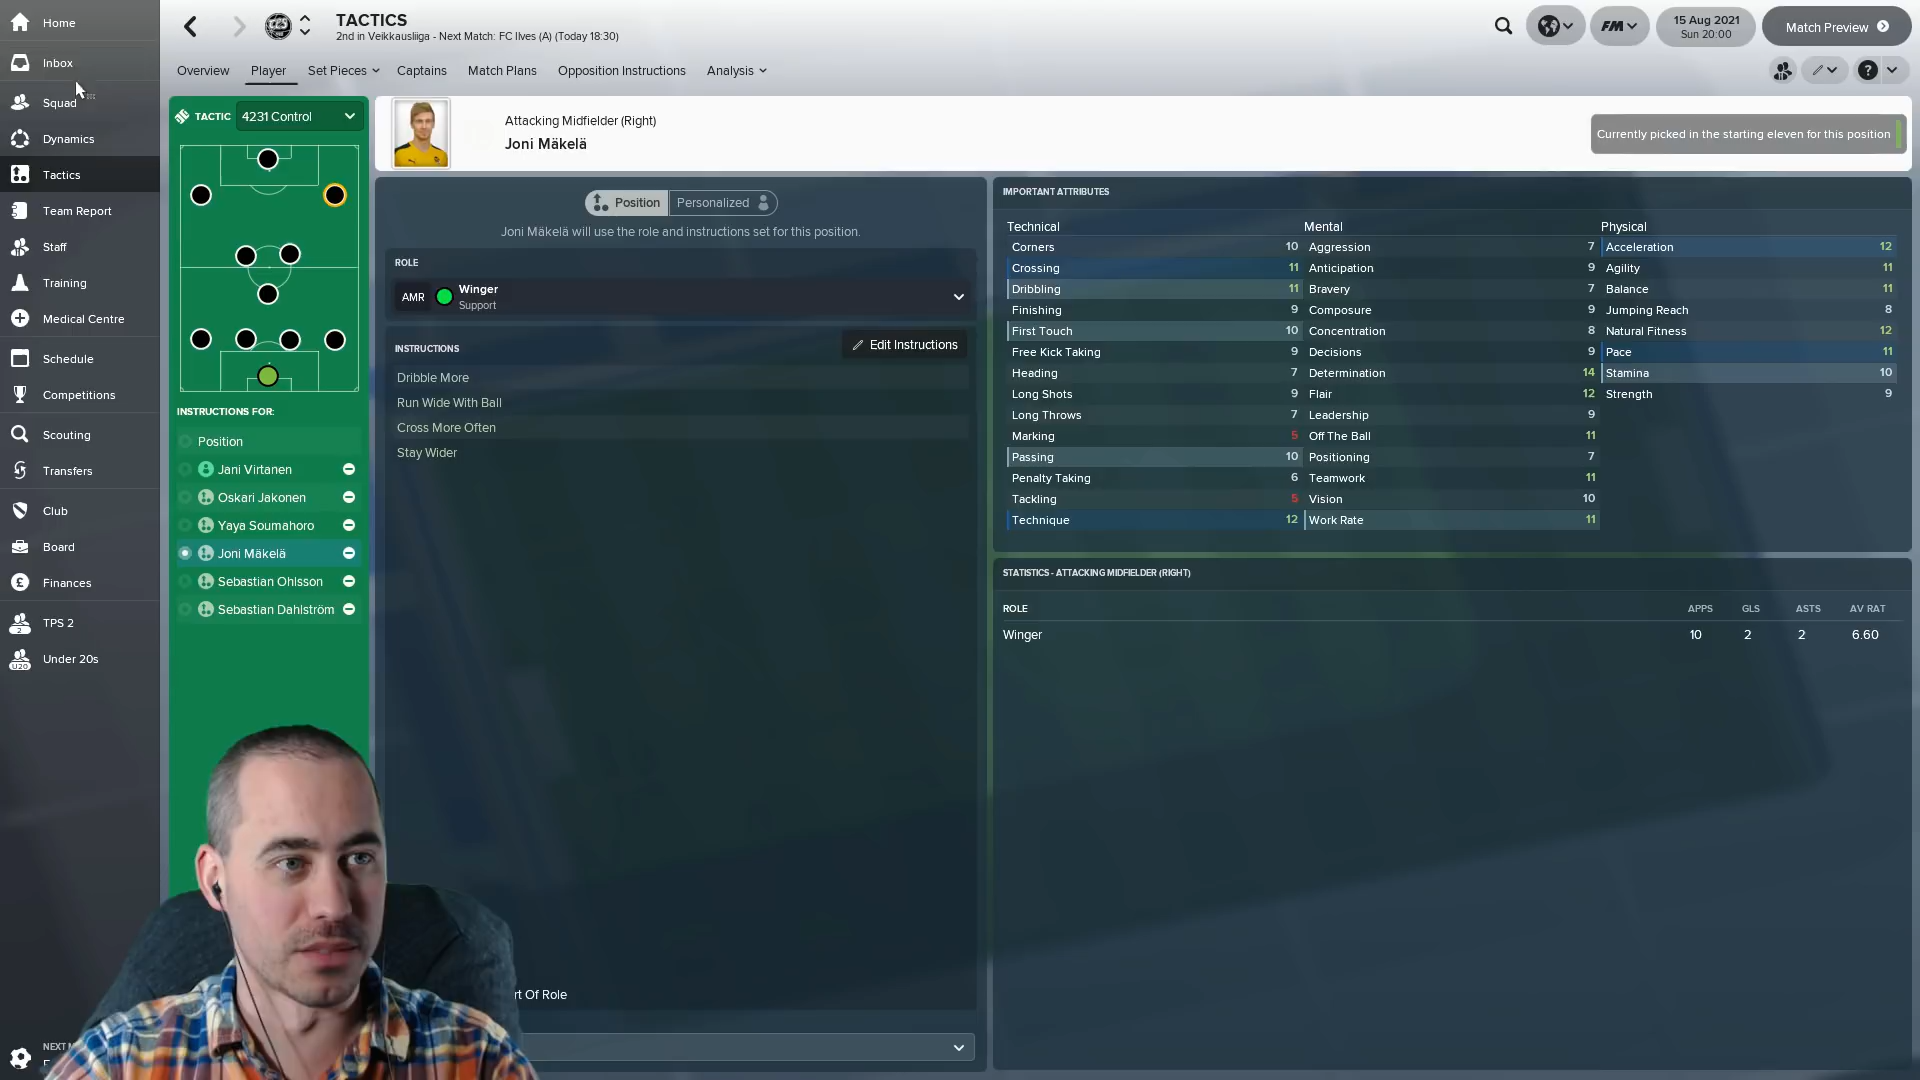 Home
Inbox
Squad
Dynamics
Tactics
Team Report
Staff
Training
Medical Centre
Schedule
Competitions
Scouting
Transfers
Club
Board
Finances
TPS 2
Under 20s
TACTICS
2nd in Veikkausliiga - Next Match: FC Ilves (A) (Today 18:30)
FM
15 Aug 2021
Sun 20:00
Match Preview
Overview
Player
Set Pieces
Captains
Match Plans
Opposition Instructions
Analysis
TACTIC
4231 Control
Attacking Midfielder (Right)
Joni Mäkelä
Currently picked in the starting eleven for this position
INSTRUCTIONS FOR:
Position
Jani Virtanen
Oskari Jakonen
Yaya Soumahoro
Joni Mäkelä
Sebastian Ohlsson
Sebastian Dahlström
Position Personalized
Joni Mäkelä will use the role and instructions set for this position.
ROLE
AMR Winger
Support
INSTRUCTIONS
Edit Instructions
Dribble More
Run Wide With Ball
Cross More Often
Stay Wider
rt Of Role
IMPORTANT ATTRIBUTES
Technical Mental Physical
Corners 10 Aggression 7 Acceleration 12
Crossing 11 Anticipation 9 Agility 11
Dribbling 11 Bravery 7 Balance 11
Finishing 9 Composure 9 Jumping Reach 8
First Touch 10 Concentration 8 Natural Fitness 12
Free Kick Taking 9 Decisions 9 Pace 11
Heading 7 Determination 14 Stamina 10
Long Shots 9 Flair 12 Strength 9
Long Throws 7 Leadership 9
Marking 5 Off The Ball 11
Passing 10 Positioning 7
Penalty Taking 6 Teamwork 11
Tackling 5 Vision 10
Technique 12 Work Rate 11
STATISTICS - ATTACKING MIDFIELDER (RIGHT)
ROLE APPS GLS ASTS AV RAT
Winger 10 2 2 6.60